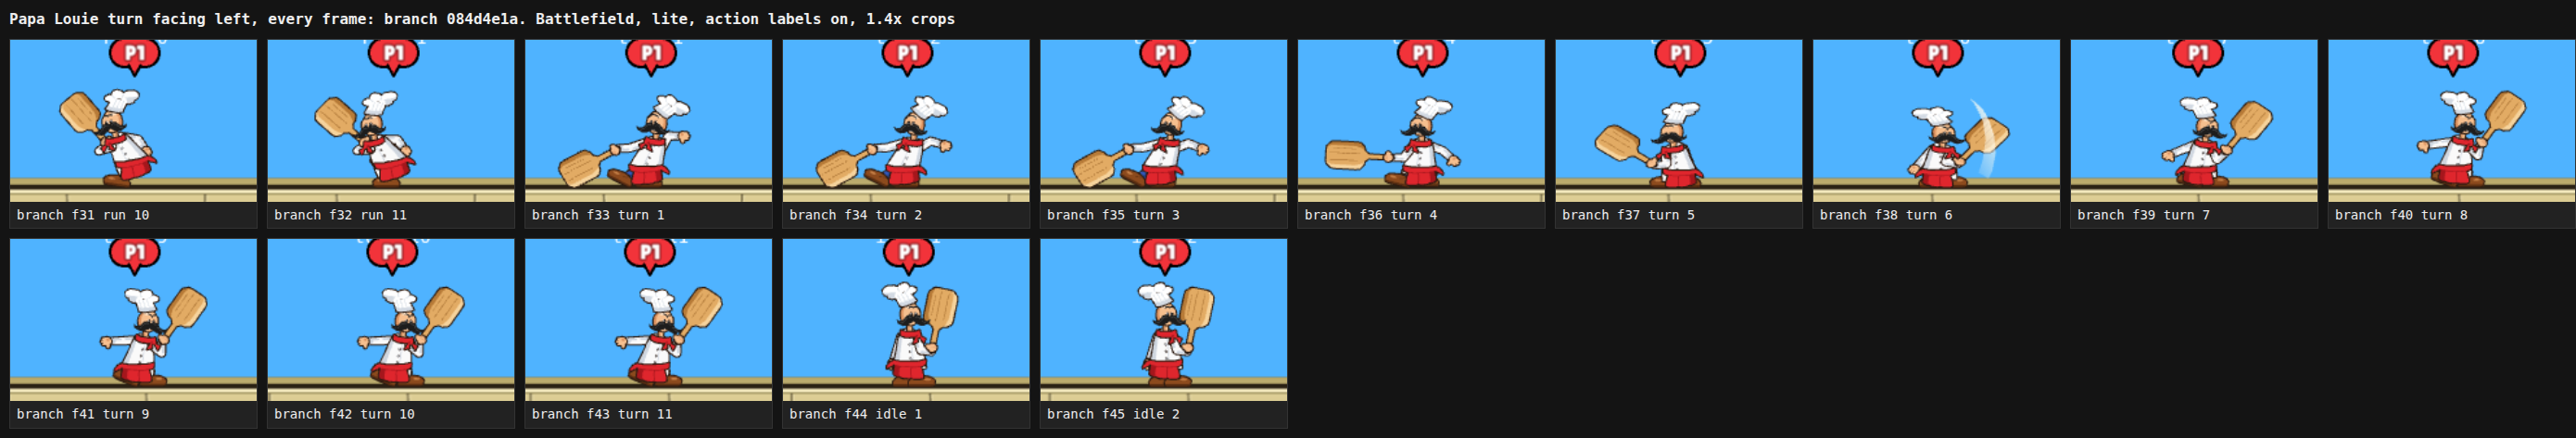 Papa Louie turn facing left, every frame: branch 084d4e1a. Battlefield, lite, action labels on, 1.4x crops
P1 P1 P1 P1 P1 P1 P1 P1 P1 P1
branch f31 run 10 branch f32 run 11 branch f33 turn 1 branch f34 turn 2 branch f35 turn 3 branch f36 turn 4 branch f37 turn 5 branch f38 turn 6 branch f39 turn 7 branch f40 turn 8
P1 P1 P1 P1 P1
branch f41 turn 9 branch f42 turn 10 branch f43 turn 11 branch f44 idle 1 branch f45 idle 2